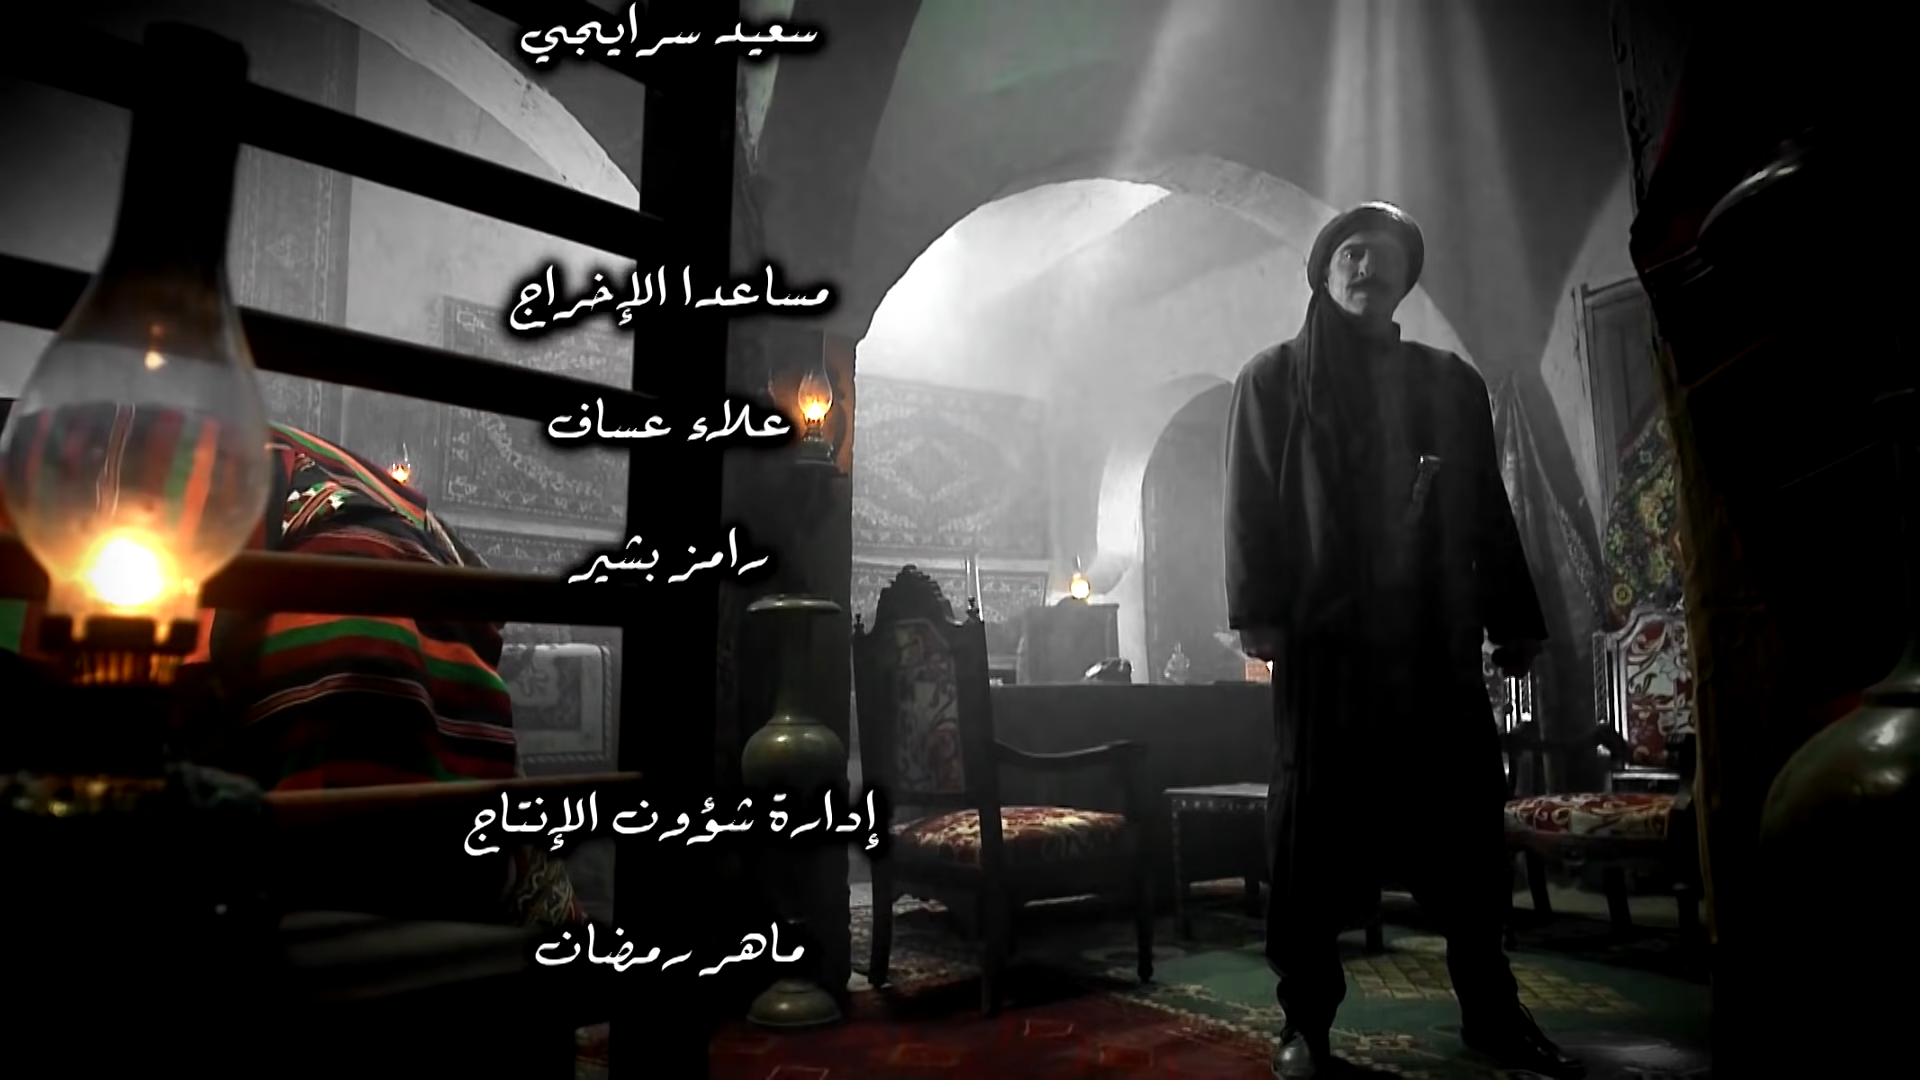 سعيد سرايجي
مساعدا الإخراج
علاء عساف
رامز بشير
إدارة شؤون الإنتاج
ماهر رمضان